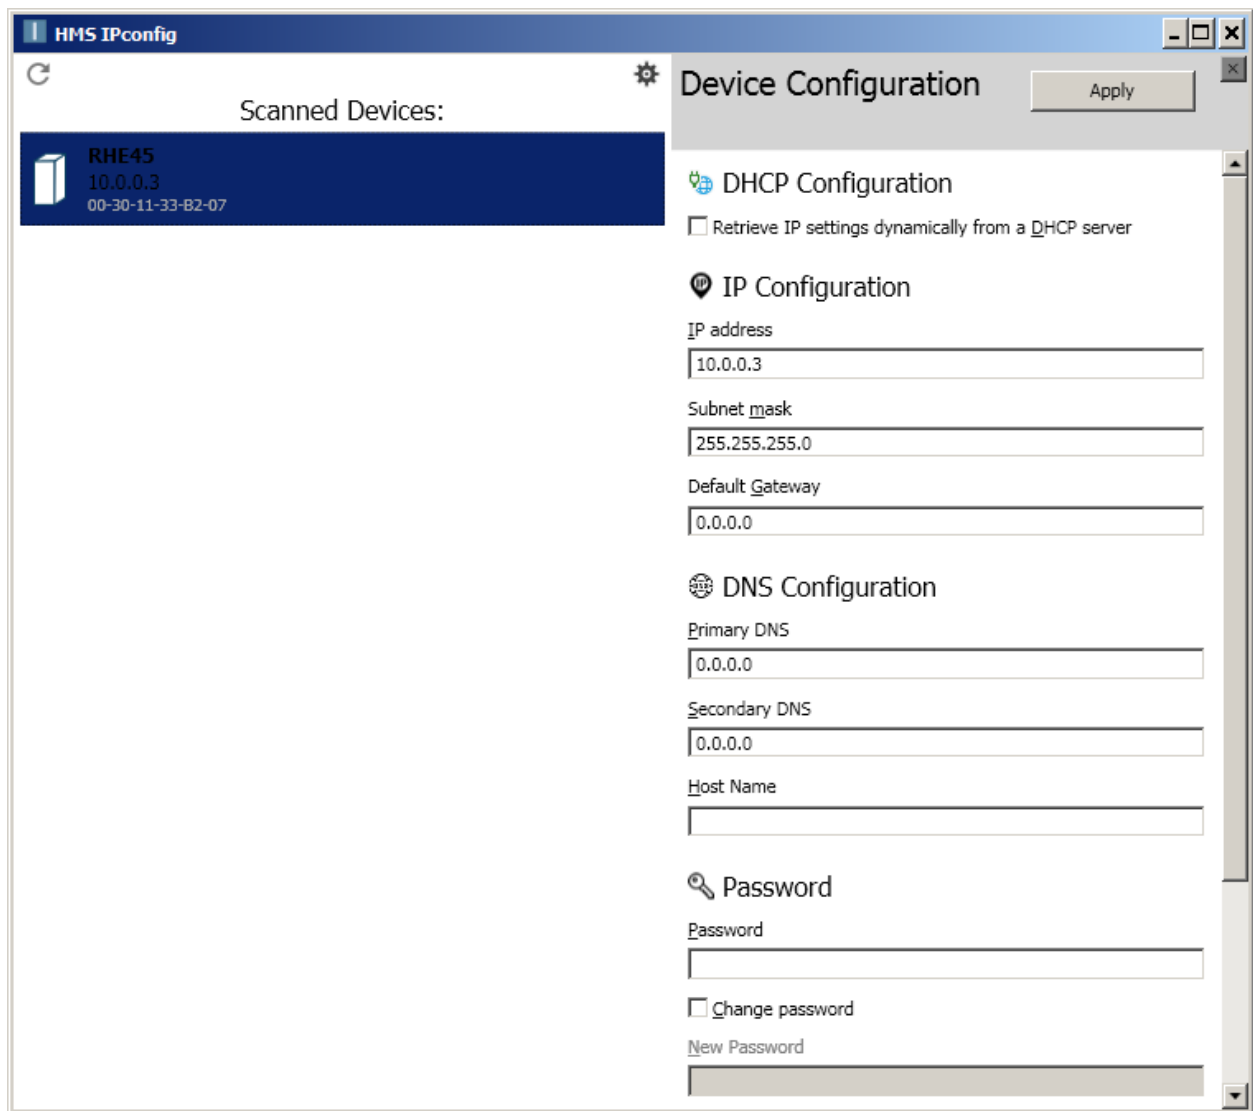 HMS IPconfig
Scanned Devices:
RHE45
10.0.0.3
00-30-11-33-B2-07
Device Configuration
Apply
DHCP Configuration
Retrieve IP settings dynamically from a DHCP server
IP Configuration
IP address
10.0.0.3
Subnet mask
255.255.255.0
Default Gateway
0.0.0.0
DNS Configuration
Primary DNS
0.0.0.0
Secondary DNS
0.0.0.0
Host Name
Password
Password
Change password
New Password